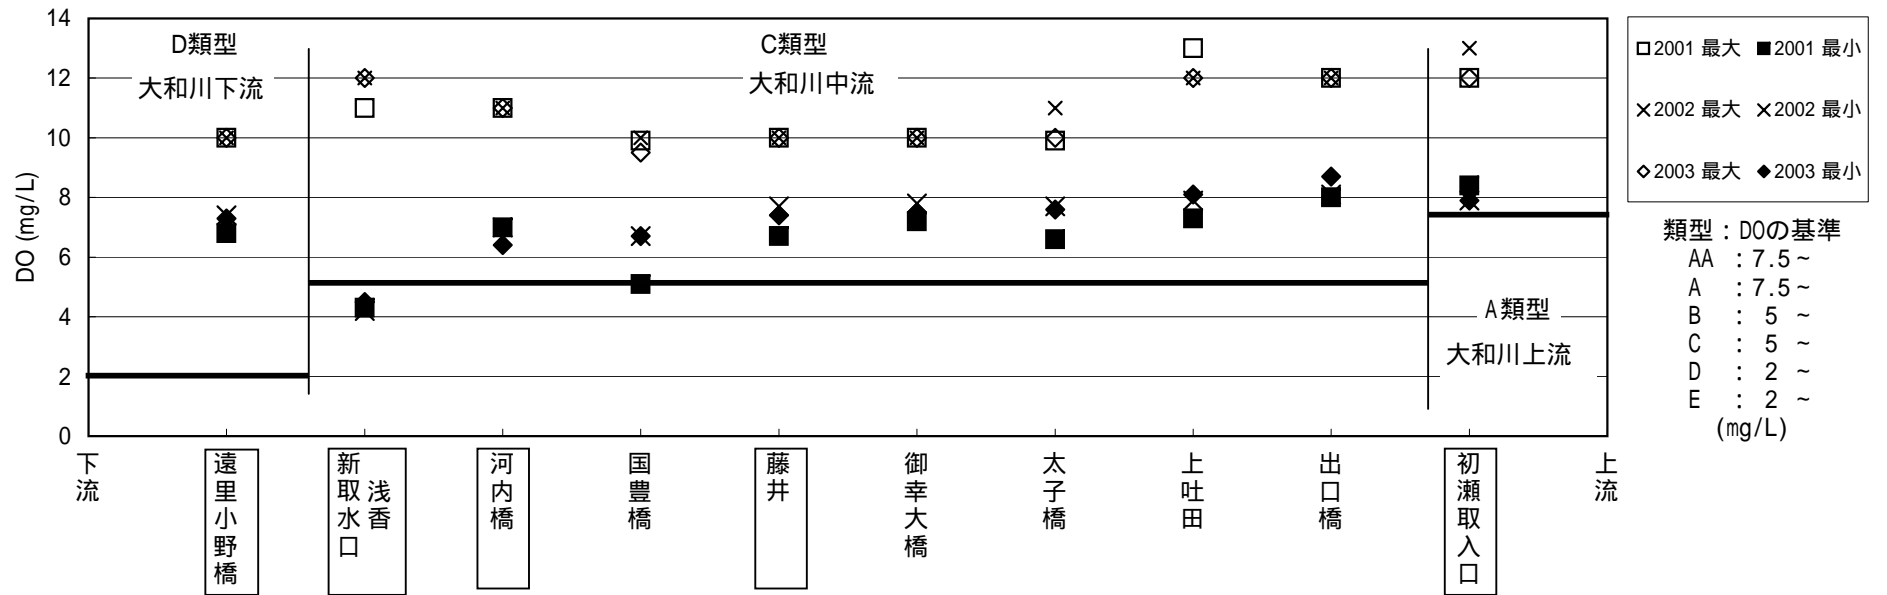 14
12
10
8
6
4
2
0
DO (mg/L)
D類型
大和川下流
C類型
大和川中流
A類型
大和川上流
下流
遠里小野橋
新取水口
浅香
河内橋
国豊橋
藤井
御幸大橋
太子橋
上吐田
出口橋
初瀬取入口
上流
2001 最大 2001 最小
2002 最大 2002 最小
2003 最大 2003 最小
類型：DOの基準
AA : 7.5 ~
A : 7.5 ~
B : 5 ~
C : 5 ~
D : 2 ~
E : 2 ~
(mg/L)